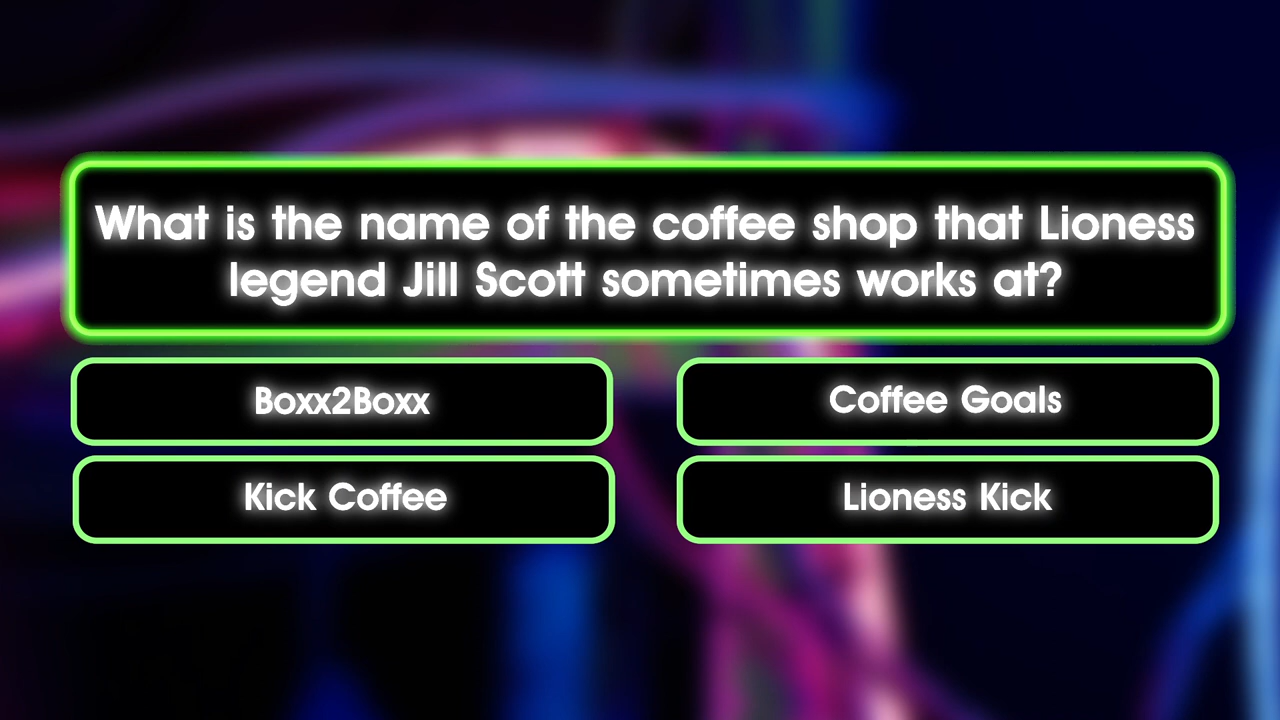 What is the name of the coffee shop that Lioness
legend Jill Scott sometimes works at?
Boxx2Boxx
Coffee Goals
Kick Coffee
Lioness Kick